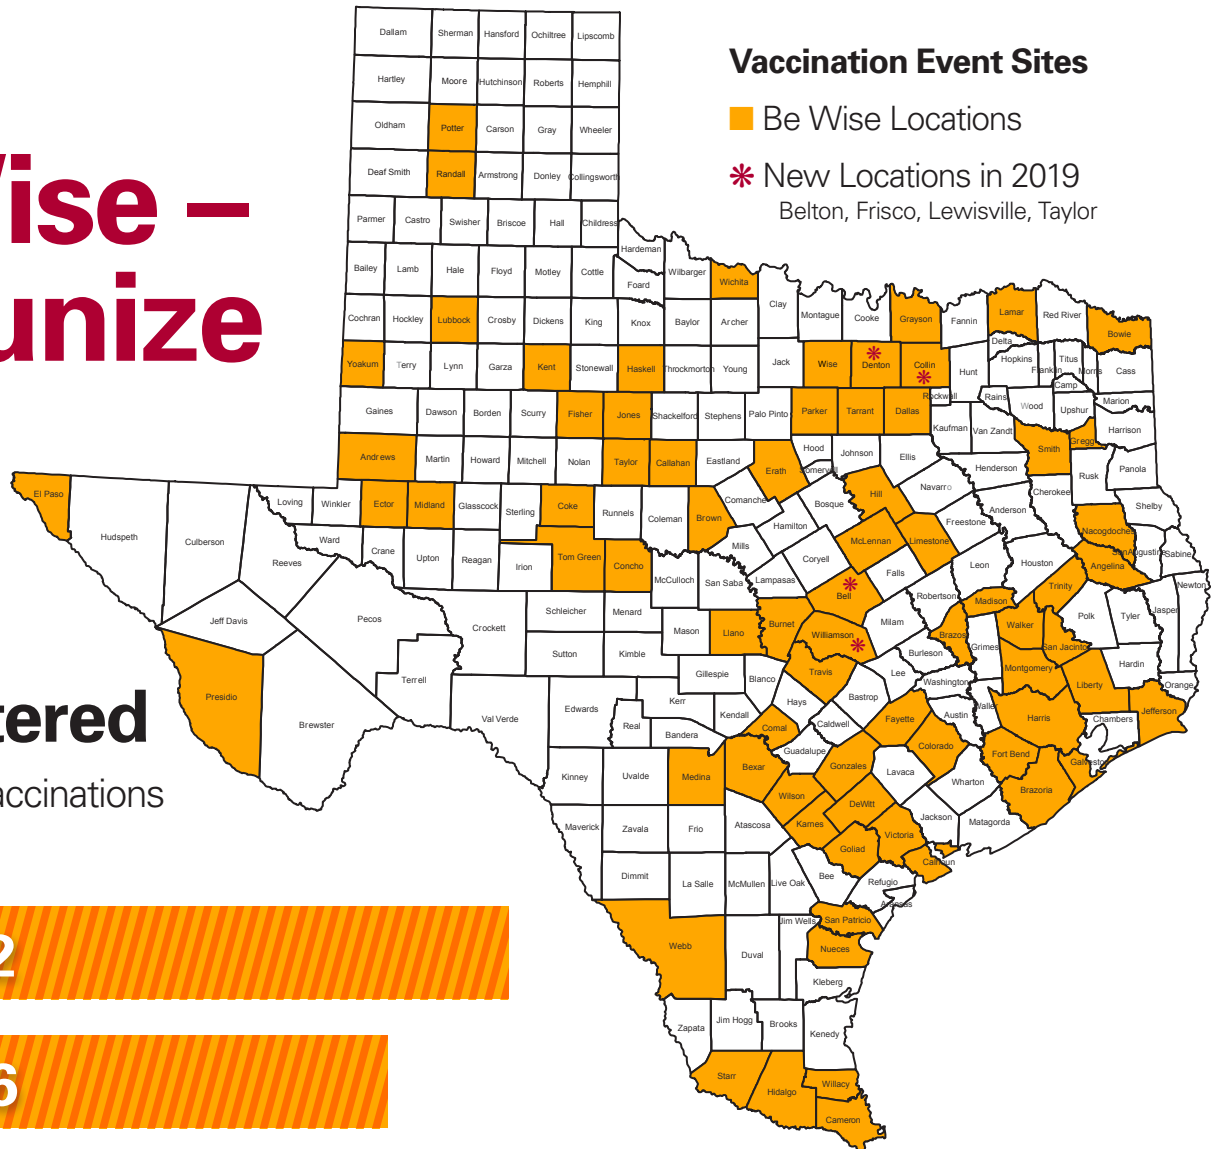 Vaccination Event Sites
Be Wise Locations
New Locations in 2019
Belton, Frisco, Lewisville, Taylor
ise –
unize
tered
accinations
2
6
Dallam Sherman Hansford Ochiltree Lipscomb
Hartley Moore Hutchinson Roberts Hemphill
Oldham Potter Carson Gray Wheeler
Deaf Smith Randall Armstrong Donley Collingsworth
Parmer Castro Swisher Briscoe Hall Childress
Hardeman
Bailey Lamb Hale Floyd Motley Cottle Foard Wilbarger Wichita
Clay Montague Cooke Grayson Fannin Lamar Red River Bowie
Cochran Hockley Lubbock Crosby Dickens King Knox Baylor Archer
Delta Hopkins Franklin Titus Morris Cass
Yoakum Terry Lynn Garza Kent Stonewall Haskell Throckmorton Young Jack Wise Denton Collin Hunt
Camp Rockwall Rains Wood Upshur Marion
Gaines Dawson Borden Scurry Fisher Jones Shackelford Stephens Palo Pinto Parker Tarrant Dallas
Kaufman Van Zandt Smith Gregg Harrison
Andrews Martin Howard Mitchell Nolan Taylor Callahan Eastland Erath Hood Somervell Johnson Ellis
Henderson Rusk Panola
El Paso Hudspeth Culberson Loving Winkler Ector Midland Glasscock Sterling Coke Runnels Coleman Brown Comanche Bosque Hill Navarro
Cherokee Anderson Shelby
Hamilton Freestone
Ward Crane Upton Reagan Irion Tom Green Concho Mills McLennan Limestone Nacogdoches
Reeves McCulloch San Saba Lampasas Coryell Falls Leon Houston Angelina SanAugustine Sabine
Bell Robertson Trinity Newton
Jeff Davis Pecos Crockett Schleicher Menard Mason Llano Burnet Williamson Milam Madison Walker Polk Tyler Jasper
Brazos Grimes San Jacinto
Terrell Sutton Kimble Gillespie Blanco Travis Lee Burleson Washington Montgomery Hardin
Presidio Brewster Val Verde Edwards Kerr Kendall Hays Bastrop Liberty Orange
Real Bandera Comal Caldwell Fayette Austin Waller Harris Chambers Jefferson
Kinney Uvalde Medina Bexar Guadalupe Gonzales Lavaca Colorado Fort Bend Galveston
Wilson Wharton Brazoria
Maverick Zavala Frio Atascosa Karnes DeWitt Jackson Matagorda
Goliad Victoria Calhoun
Dimmit La Salle McMullen Live Oak Bee Refugio
Aransas
Webb Duval Jim Wells San Patricio
Nueces
Kleberg
Zapata Jim Hogg Brooks Kenedy
Starr Hidalgo Willacy
Cameron